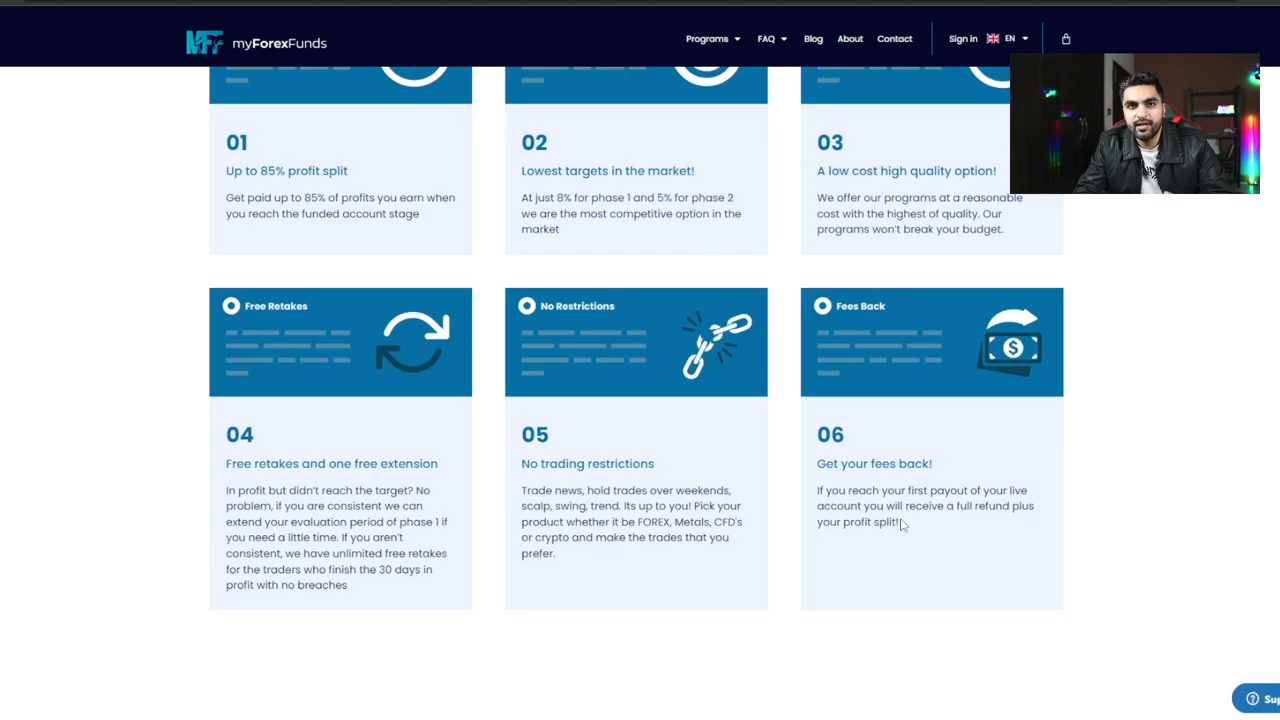 MFF myForexFunds
Programs FAQ Blog About Contact Sign in EN
01
Up to 85% profit split
Get paid up to 85% of profits you earn when
you reach the funded account stage
02
Lowest targets in the market!
At just 8% for phase 1 and 5% for phase 2
we are the most competitive option in the
market
03
A low cost high quality option!
We offer our programs at a reasonable
cost with the highest of quality. Our
programs won't break your budget.
Free Retakes
04
Free retakes and one free extension
In profit but didn't reach the target? No
problem, if you are consistent we can
extend your evaluation period of phase 1 if
you need a little time. If you aren't
consistent, we have unlimited free retakes
for the traders who finish the 30 days in
profit with no breaches
No Restrictions
05
No trading restrictions
Trade news, hold trades over weekends,
scalp, swing, trend. Its up to you! Pick your
product whether it be FOREX, Metals, CFD's
or crypto and make the trades that you
prefer.
Fees Back
06
Get your fees back!
If you reach your first payout of your live
account you will receive a full refund plus
your profit split!